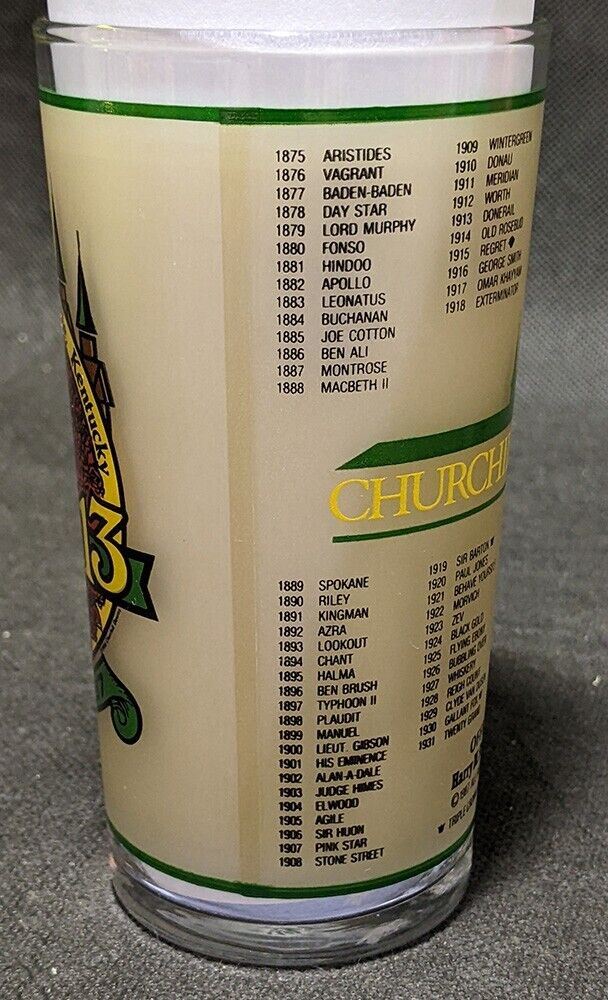 Kentucky
13
1875 ARISTIDES
1876 VAGRANT
1877 BADEN-BADEN
1878 DAY STAR
1879 LORD MURPHY
1880 FONSO
1881 HINDOO
1882 APOLLO
1883 LEONATUS
1884 BUCHANAN
1885 JOE COTTON
1886 BEN ALI
1887 MONTROSE
1888 MACBETH II
1909 WINTERGREEN
1910 DONAU
1911 MERIDIAN
1912 WORTH
1913 DONERAIL
1914 OLD ROSEBUD
1915 REGRET ◆
1916 GEORGE SMITH
1917 OMAR KHAYYAM
1918 EXTERMINATOR
CHURCHI
1889 SPOKANE
1890 RILEY
1891 KINGMAN
1892 AZRA
1893 LOOKOUT
1894 CHANT
1895 HALMA
1896 BEN BRUSH
1897 TYPHOON II
1898 PLAUDIT
1899 MANUEL
1900 LIEUT. GIBSON
1901 HIS EMINENCE
1902 ALAN-A-DALE
1903 JUDGE HIMES
1904 ELWOOD
1905 AGILE
1906 SIR HUON
1907 PINK STAR
1908 STONE STREET
1919 SIR BARTON
1920 PAUL JONES
1921 BEHAVE YOURSE
1922 MORVICH
1923 ZEV
1924 BLACK GOLD
1925 FLYING EBONY
1926 BUBBLING OVER
1927 WHISKERY
1928 REIGH COUNT
1929 CLYDE VAN DUSEN
1930 GALLANT FOX
1931 TWENTY GRAND
Harry M
© 1987
TRIPLE CROW